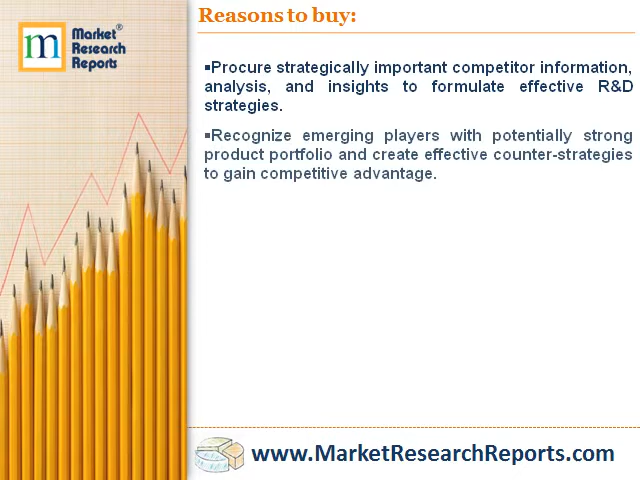 Market®
Research
Reports
Reasons to buy:
▪Procure strategically important competitor information,
analysis, and insights to formulate effective R&D
strategies.
▪Recognize emerging players with potentially strong
product portfolio and create effective counter-strategies
to gain competitive advantage.
www.MarketResearchReports.com